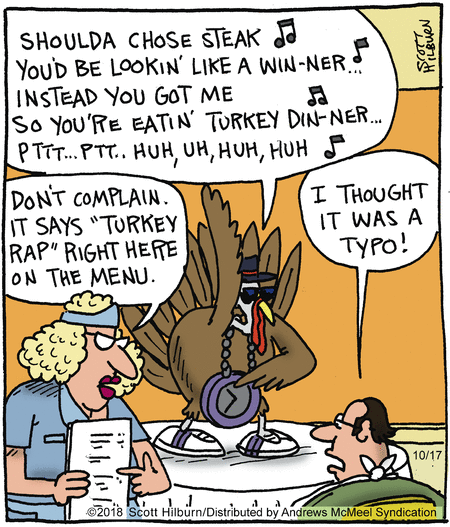 SHOULDA CHOSE STEAK
YOU'D BE LOOKIN' LIKE A WIN-NER...
INSTEAD YOU GOT ME
SO YOU'RE EATIN' TURKEY DIN-NER...
PTTT...PTT.. HUH, UH, HUH, HUH
SCOTT
HILBURN
DON'T COMPLAIN.
IT SAYS "TURKEY
RAP" RIGHT HERE
ON THE MENU.
I THOUGHT
IT WAS A
TYPO!
10/17
©2018 Scott Hilburn/Distributed by Andrews McMeel Syndication